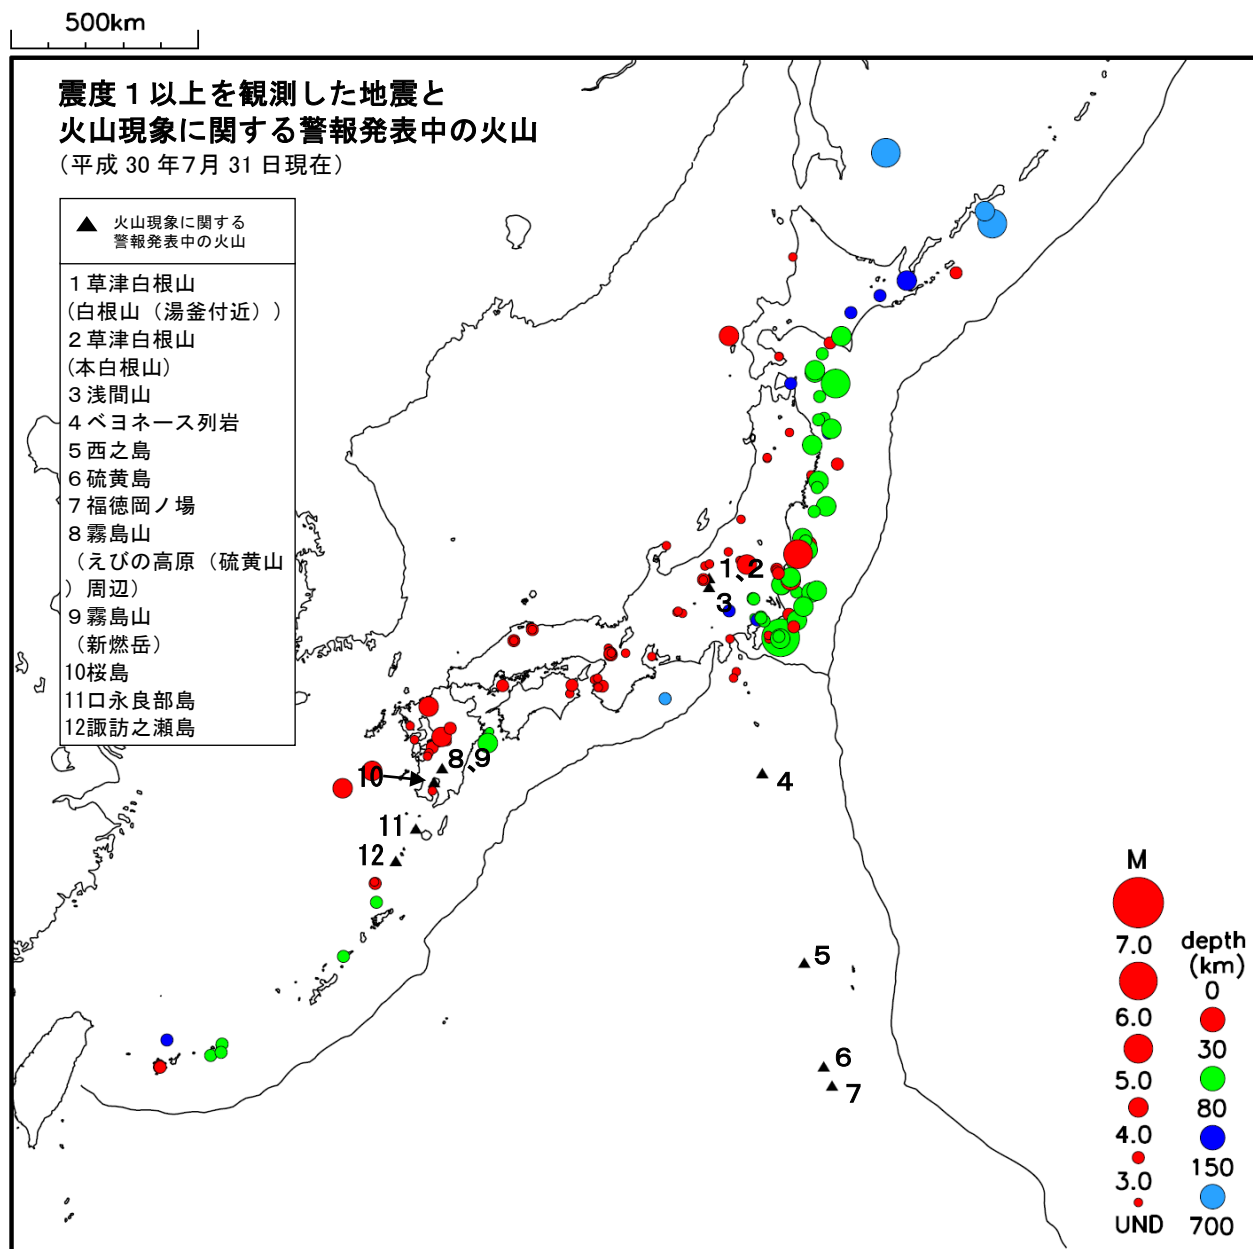 500km
震度１以上を観測した地震と
火山現象に関する警報発表中の火山
（平成 30 年7月 31 日現在）
火山現象に関する
警報発表中の火山
１草津白根山
(白根山（湯釜付近））
２草津白根山
(本白根山）
３浅間山
４ベヨネース列岩
５西之島
６硫黄島
７福徳岡ノ場
８霧島山
（えびの高原（硫黄山
）周辺）
９霧島山
（新燃岳）
10桜島
11口永良部島
12諏訪之瀬島
1、2
3
8、9
10
4
11
12
5
6
7
M
7.0
6.0
5.0
4.0
3.0
UND
depth
(km)
0
30
80
150
700